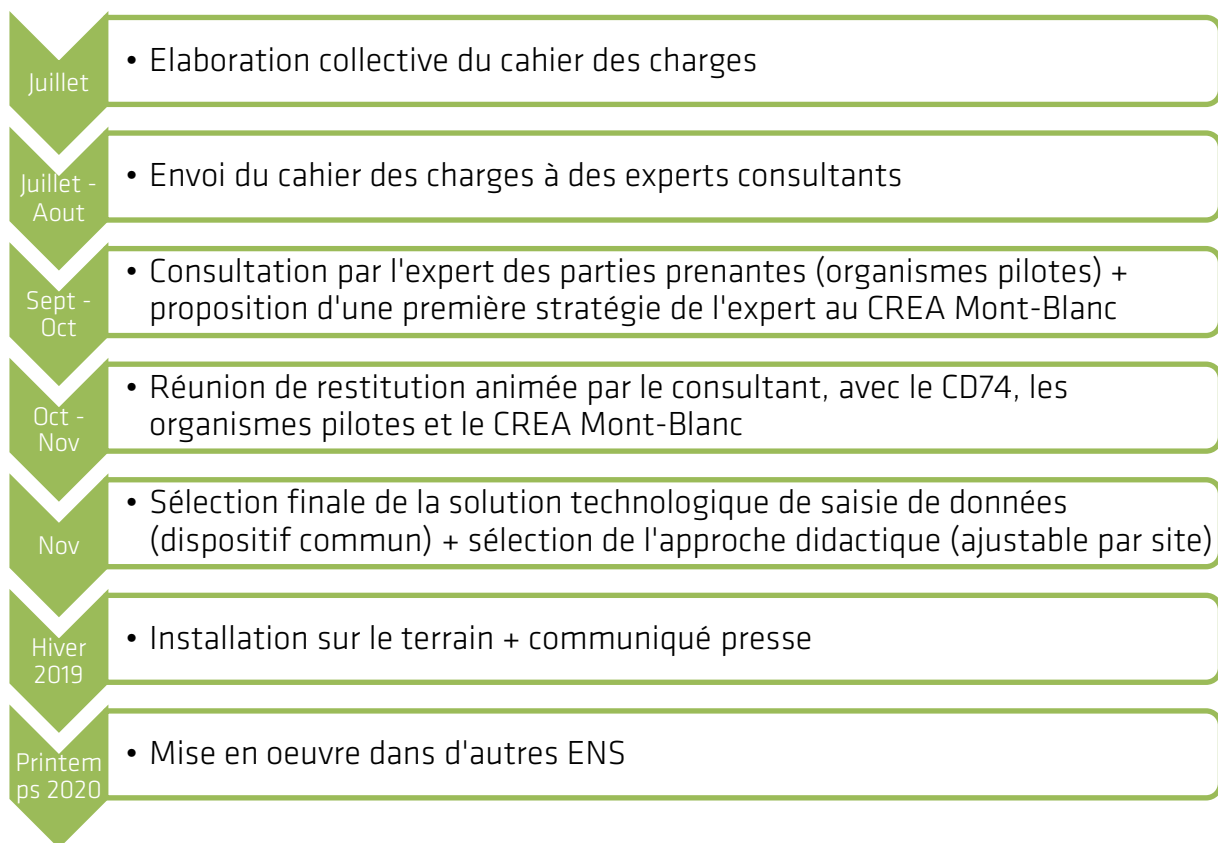 Juillet
• Elaboration collective du cahier des charges
Juillet -
Aout
• Envoi du cahier des charges à des experts consultants
Sept -
Oct
• Consultation par l'expert des parties prenantes (organismes pilotes) +
proposition d'une première stratégie de l'expert au CREA Mont-Blanc
Oct -
Nov
• Réunion de restitution animée par le consultant, avec le CD74, les
organismes pilotes et le CREA Mont-Blanc
Nov
• Sélection finale de la solution technologique de saisie de données
(dispositif commun) + sélection de l'approche didactique (ajustable par site)
Hiver
2019
• Installation sur le terrain + communiqué presse
Printem
ps 2020
• Mise en oeuvre dans d'autres ENS